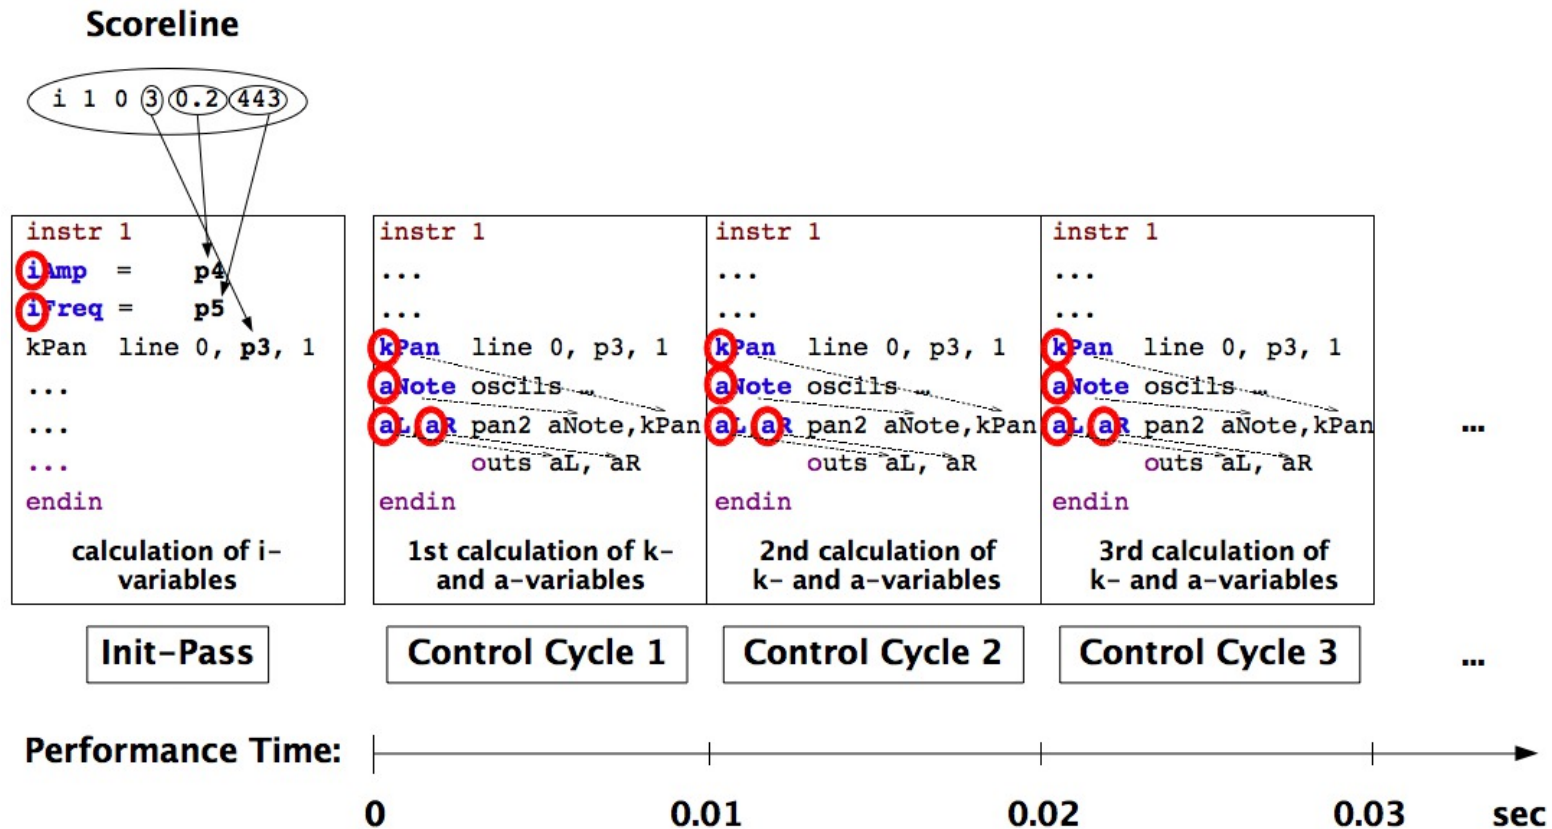 Scoreline
i 1 0 3 0.2 443
instr 1
iAmp = p4
iFreq = p5
kPan line 0, p3, 1
...
...
...
endin
calculation of i-
variables
Init-Pass
instr 1
...
...
kPan line 0, p3, 1
aNote oscils …
aL,aR pan2 aNote,kPan
outs aL, aR
endin
1st calculation of k-
and a-variables
Control Cycle 1
instr 1
...
...
kPan line 0, p3, 1
aNote oscils …
aL,aR pan2 aNote,kPan
outs aL, aR
endin
2nd calculation of
k- and a-variables
Control Cycle 2
instr 1
...
...
kPan line 0, p3, 1
aNote oscils …
aL,aR pan2 aNote,kPan
outs aL, aR
endin
3rd calculation of
k- and a-variables
Control Cycle 3
...
...
Performance Time:
0 0.01 0.02 0.03 sec